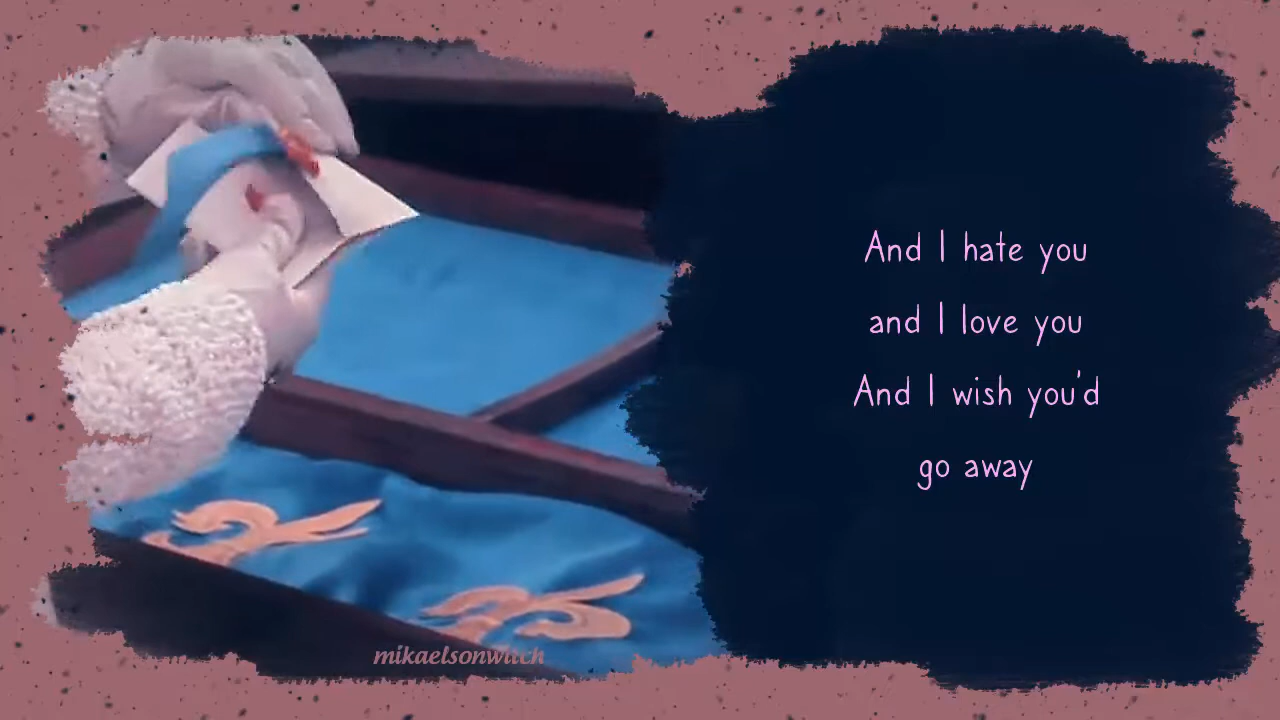 And I hate you
and I love you
And I wish you'd
go away
mikaelsonwitch